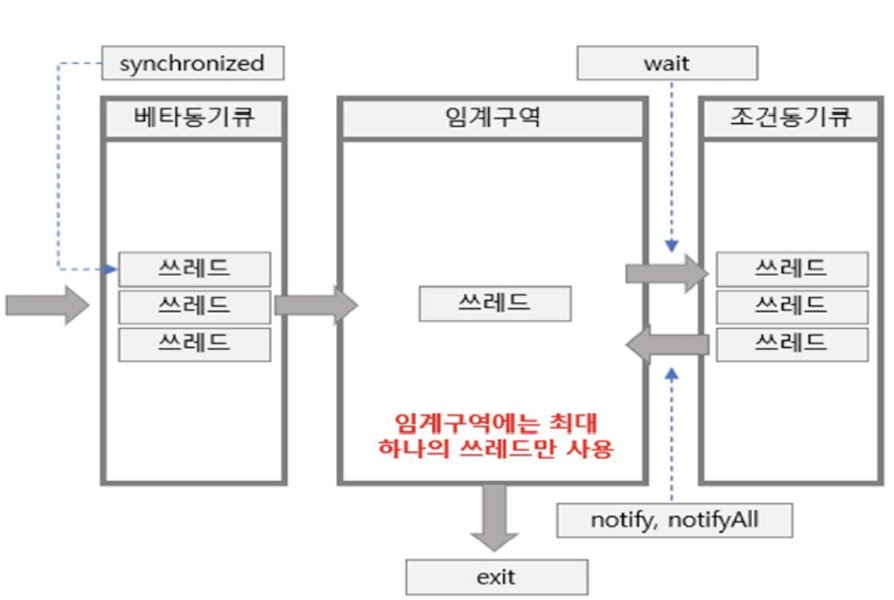 synchronized
wait
베타동기큐
임계구역
조건동기큐
쓰레드
쓰레드
쓰레드
쓰레드
쓰레드
쓰레드
쓰레드
임계구역에는 최대
하나의 쓰레드만 사용
notify, notifyAll
exit